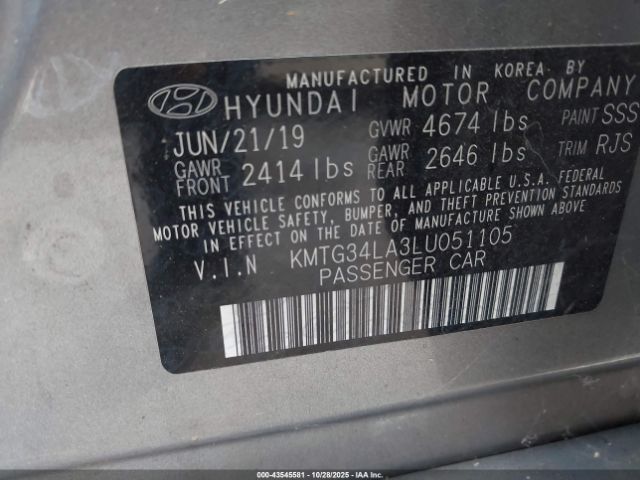 MANUFACTURED IN KOREA. BY
HYUNDAI MOTOR COMPANY
JUN/21/19 GVWR 4674 lbs PAINT SSS
GAWR FRONT 2414 lbs GAWR REAR 2646 lbs TRIM RJS
THIS VEHICLE CONFORMS TO ALL APPLICABLE U.S.A. FEDERAL
MOTOR VEHICLE SAFETY, BUMPER, AND THEFT PREVENTION STANDARDS
IN EFFECT ON THE DATE OF MANUFACTURE SHOWN ABOVE
V.I.N KMTG34LA3LU051105
PASSENGER CAR
00-43545581 - 10/28/2025 - IAA Inc.